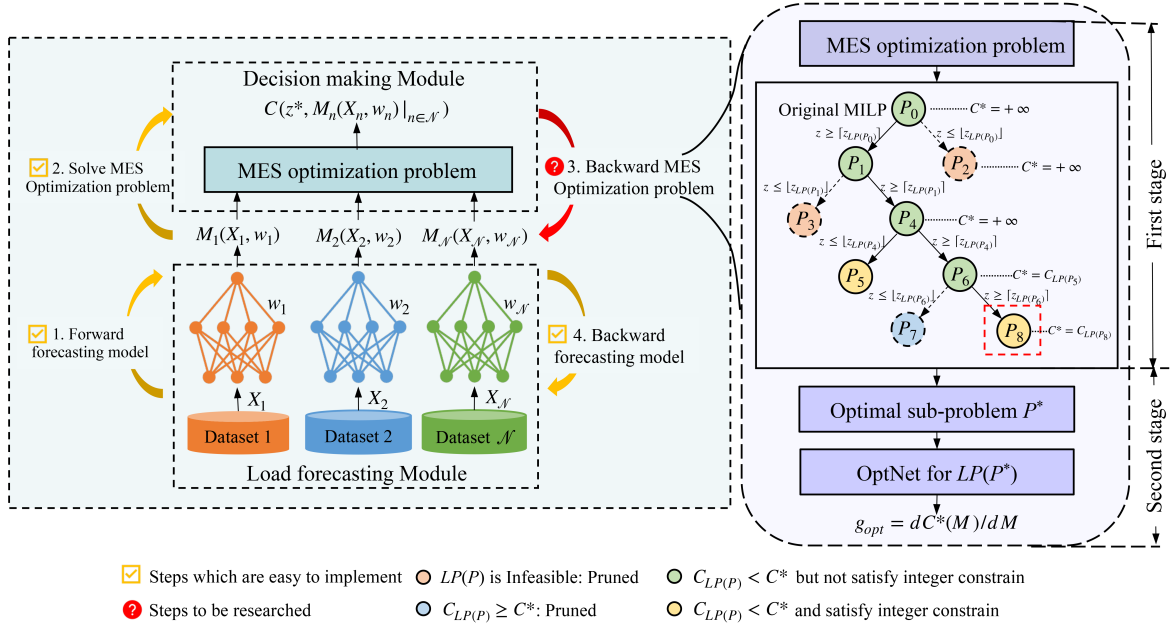 Decision making Module
C(z*, M_n(X_n, w_n)|_{n∈𝒩})
MES optimization problem
2. Solve MES
Optimization problem
3. Backward MES
Optimization problem
M_1(X_1, w_1)
M_2(X_2, w_2)
M_𝒩(X_𝒩, w_𝒩)
w_1
w_2
w_𝒩
1. Forward
forecasting model
4. Backward
forecasting model
X_1
X_2
X_𝒩
Dataset 1
Dataset 2
Dataset 𝒩
Load forecasting Module
MES optimization problem
Original MILP
P_0
C* = + ∞
z ≥ ⌈z_{LP(P_0)}⌉
z ≤ ⌊z_{LP(P_0)}⌋
P_1
P_2
C* = + ∞
z ≤ ⌊z_{LP(P_1)}⌋
z ≥ ⌈z_{LP(P_1)}⌉
P_3
P_4
C* = + ∞
z ≤ ⌊z_{LP(P_4)}⌋
z ≥ ⌈z_{LP(P_4)}⌉
P_5
P_6
C* = C_{LP(P_5)}
z ≤ ⌊z_{LP(P_6)}⌋
z ≥ ⌈z_{LP(P_6)}⌉
P_7
P_8
C* = C_{LP(P_8)}
Optimal sub-problem P*
OptNet for LP(P*)
g_{opt} = dC*(M)/dM
First stage
Second stage
Steps which are easy to implement
LP(P) is Infeasible: Pruned
C_{LP(P)} < C* but not satisfy integer constrain
? Steps to be researched
C_{LP(P)} ≥ C*: Pruned
C_{LP(P)} < C* and satisfy integer constrain